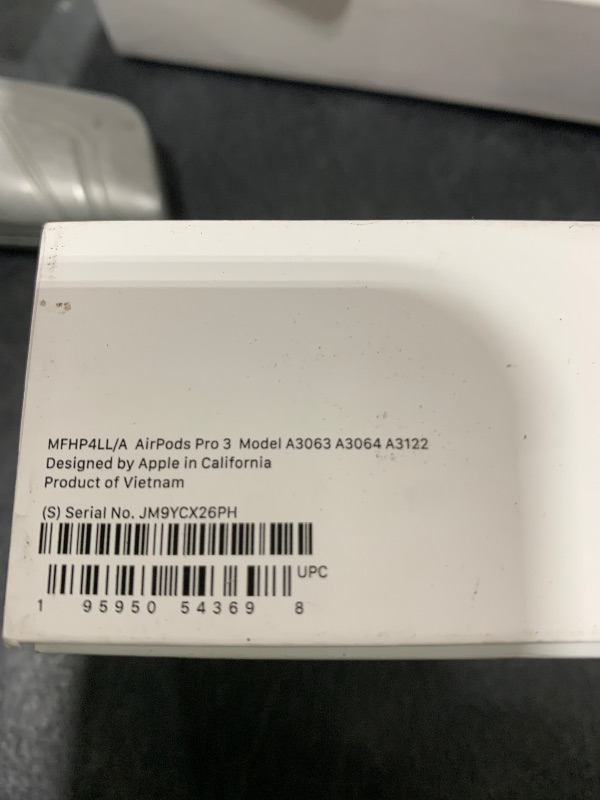 MFHP4LL/A AirPods Pro 3 Model A3063 A3064 A3122
Designed by Apple in California
Product of Vietnam
(S) Serial No. JM9YCX26PH
UPC
1 95950 54369 8